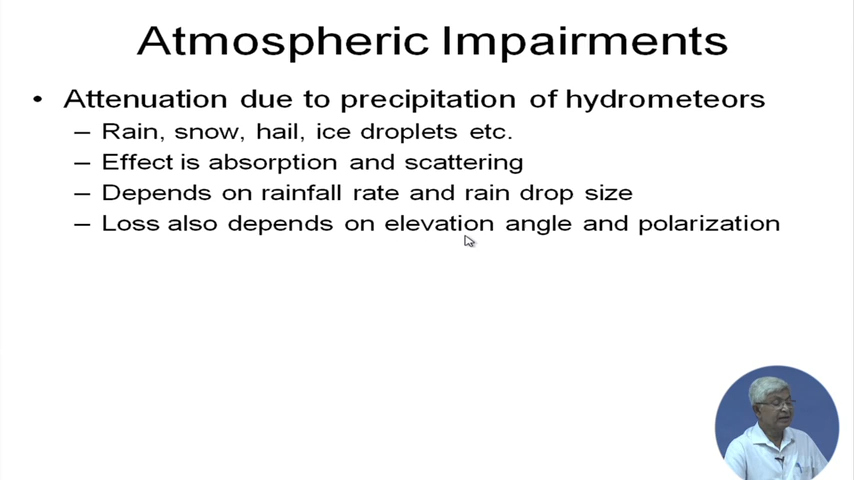 Atmospheric Impairments
• Attenuation due to precipitation of hydrometeors
– Rain, snow, hail, ice droplets etc.
– Effect is absorption and scattering
– Depends on rainfall rate and rain drop size
– Loss also depends on elevation angle and polarization